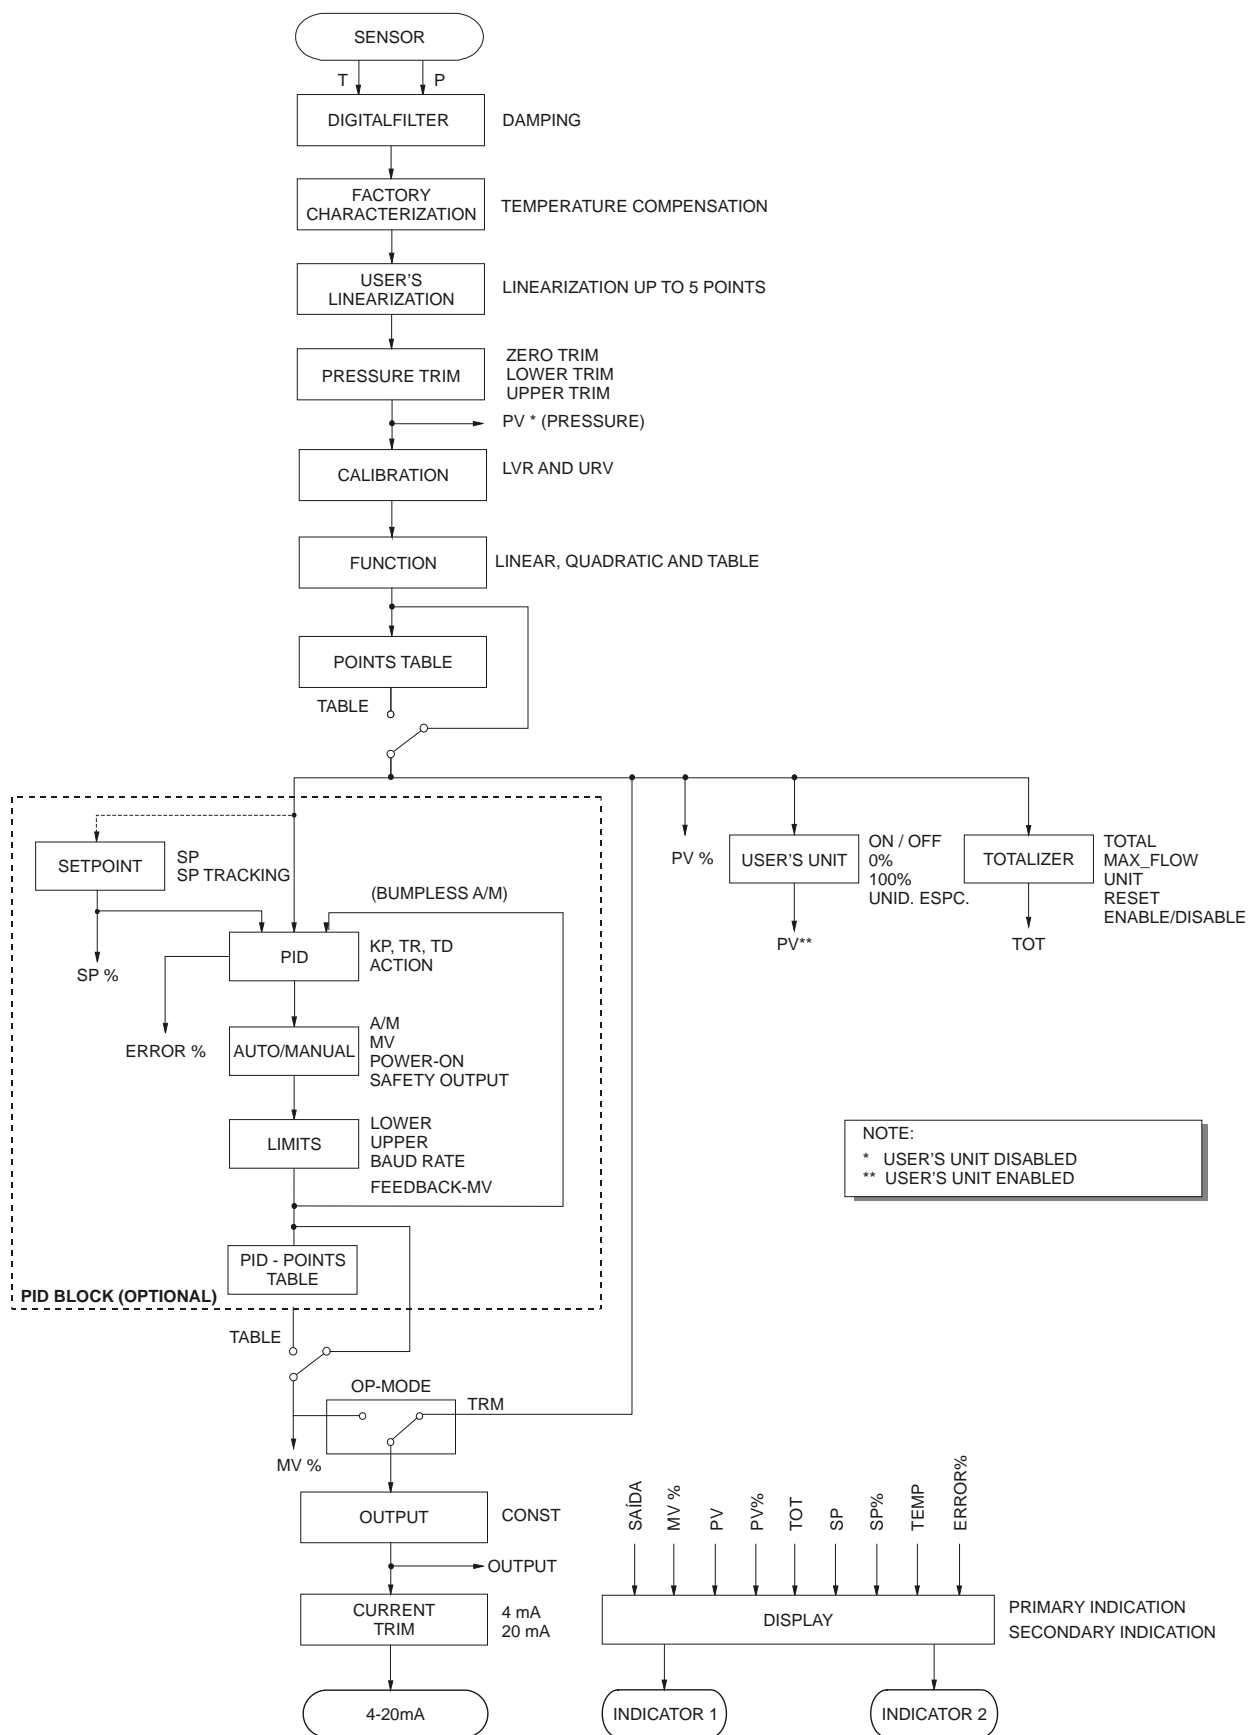 SENSOR
T
P
DIGITALFILTER
DAMPING
FACTORY
CHARACTERIZATION
TEMPERATURE COMPENSATION
USER'S
LINEARIZATION
LINEARIZATION UP TO 5 POINTS
PRESSURE TRIM
ZERO TRIM
LOWER TRIM
UPPER TRIM
PV * (PRESSURE)
CALIBRATION
LVR AND URV
FUNCTION
LINEAR, QUADRATIC AND TABLE
POINTS TABLE
TABLE
SETPOINT
SP
SP TRACKING
PV %
USER'S UNIT
ON / OFF
0%
100%
UNID. ESPC.
TOTALIZER
TOTAL
MAX_FLOW
UNIT
RESET
ENABLE/DISABLE
(BUMPLESS A/M)
SP %
PID
KP, TR, TD
ACTION
PV**
TOT
ERROR %
AUTO/MANUAL
A/M
MV
POWER-ON
SAFETY OUTPUT
LIMITS
LOWER
UPPER
BAUD RATE
FEEDBACK-MV
NOTE:
* USER'S UNIT DISABLED
** USER'S UNIT ENABLED
PID - POINTS
TABLE
PID BLOCK (OPTIONAL)
TABLE
OP-MODE
TRM
MV %
OUTPUT
CONST
OUTPUT
CURRENT
TRIM
4 mA
20 mA
4-20mA
SAÍDA
MV %
PV
PV%
TOT
SP
SP%
TEMP
ERROR%
DISPLAY
PRIMARY INDICATION
SECONDARY INDICATION
INDICATOR 1
INDICATOR 2